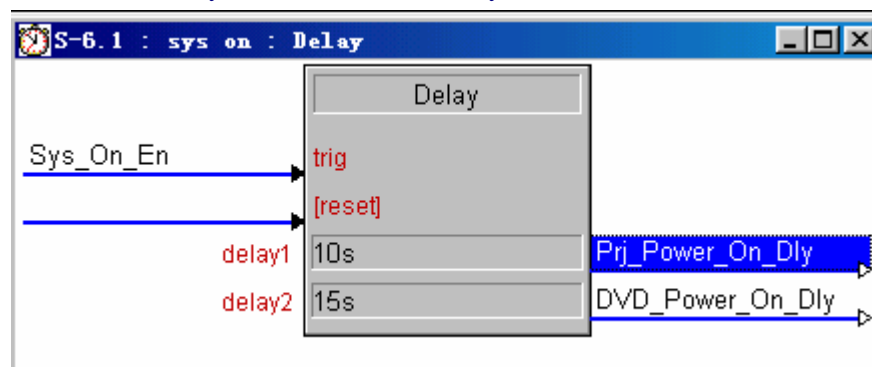 S-6.1 : sys on : Delay
Delay
Sys_On_En trig
[reset]
delay1 10s Prj_Power_On_Dly
delay2 15s DVD_Power_On_Dly